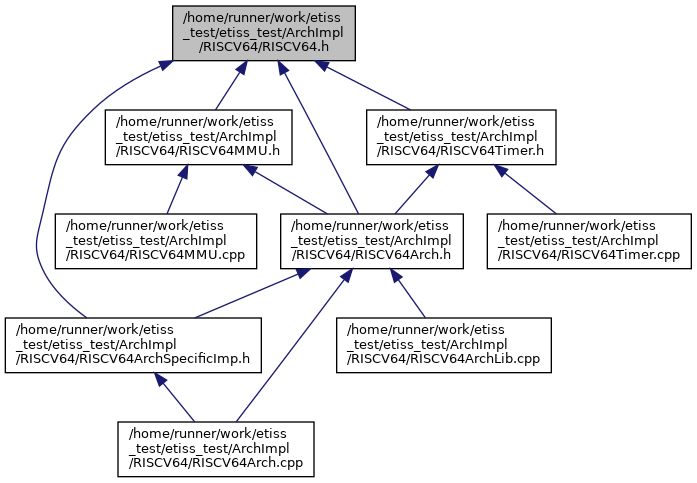 /home/runner/work/etiss
_test/etiss_test/ArchImpl
/RISCV64/RISCV64.h
/home/runner/work/etiss
_test/etiss_test/ArchImpl
/RISCV64/RISCV64MMU.h
/home/runner/work/etiss
_test/etiss_test/ArchImpl
/RISCV64/RISCV64Timer.h
/home/runner/work/etiss
_test/etiss_test/ArchImpl
/RISCV64/RISCV64MMU.cpp
/home/runner/work/etiss
_test/etiss_test/ArchImpl
/RISCV64/RISCV64Arch.h
/home/runner/work/etiss
_test/etiss_test/ArchImpl
/RISCV64/RISCV64Timer.cpp
/home/runner/work/etiss
_test/etiss_test/ArchImpl
/RISCV64/RISCV64ArchSpecificImp.h
/home/runner/work/etiss
_test/etiss_test/ArchImpl
/RISCV64/RISCV64ArchLib.cpp
/home/runner/work/etiss
_test/etiss_test/ArchImpl
/RISCV64/RISCV64Arch.cpp